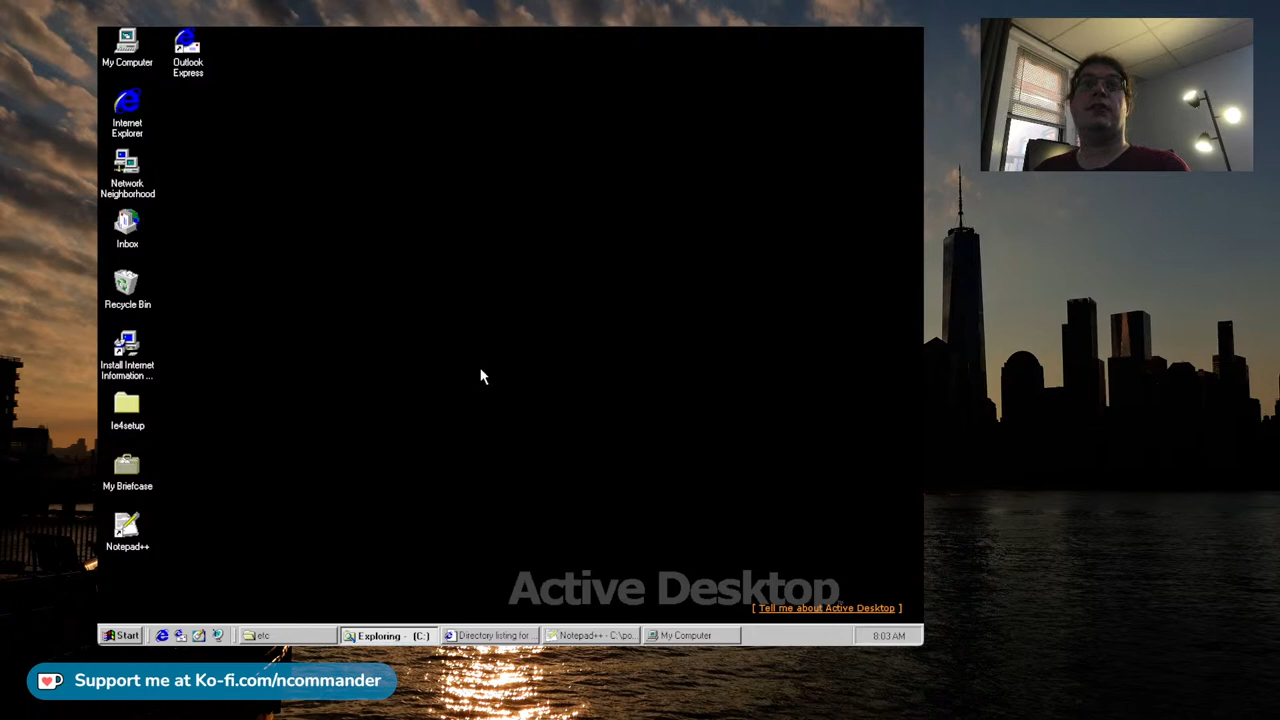 My Computer
Outlook
Express
Internet
Explorer
Network
Neighborhood
Inbox
Recycle Bin
Install Internet
Information ...
Ie4setup
My Briefcase
Notepad++
Active Desktop
[ Tell me about Active Desktop ]
Start
etc
Exploring - (C:)
Directory listing for ...
Notepad++ - C:\po...
My Computer
8:03 AM
Support me at Ko-fi.com/ncommander